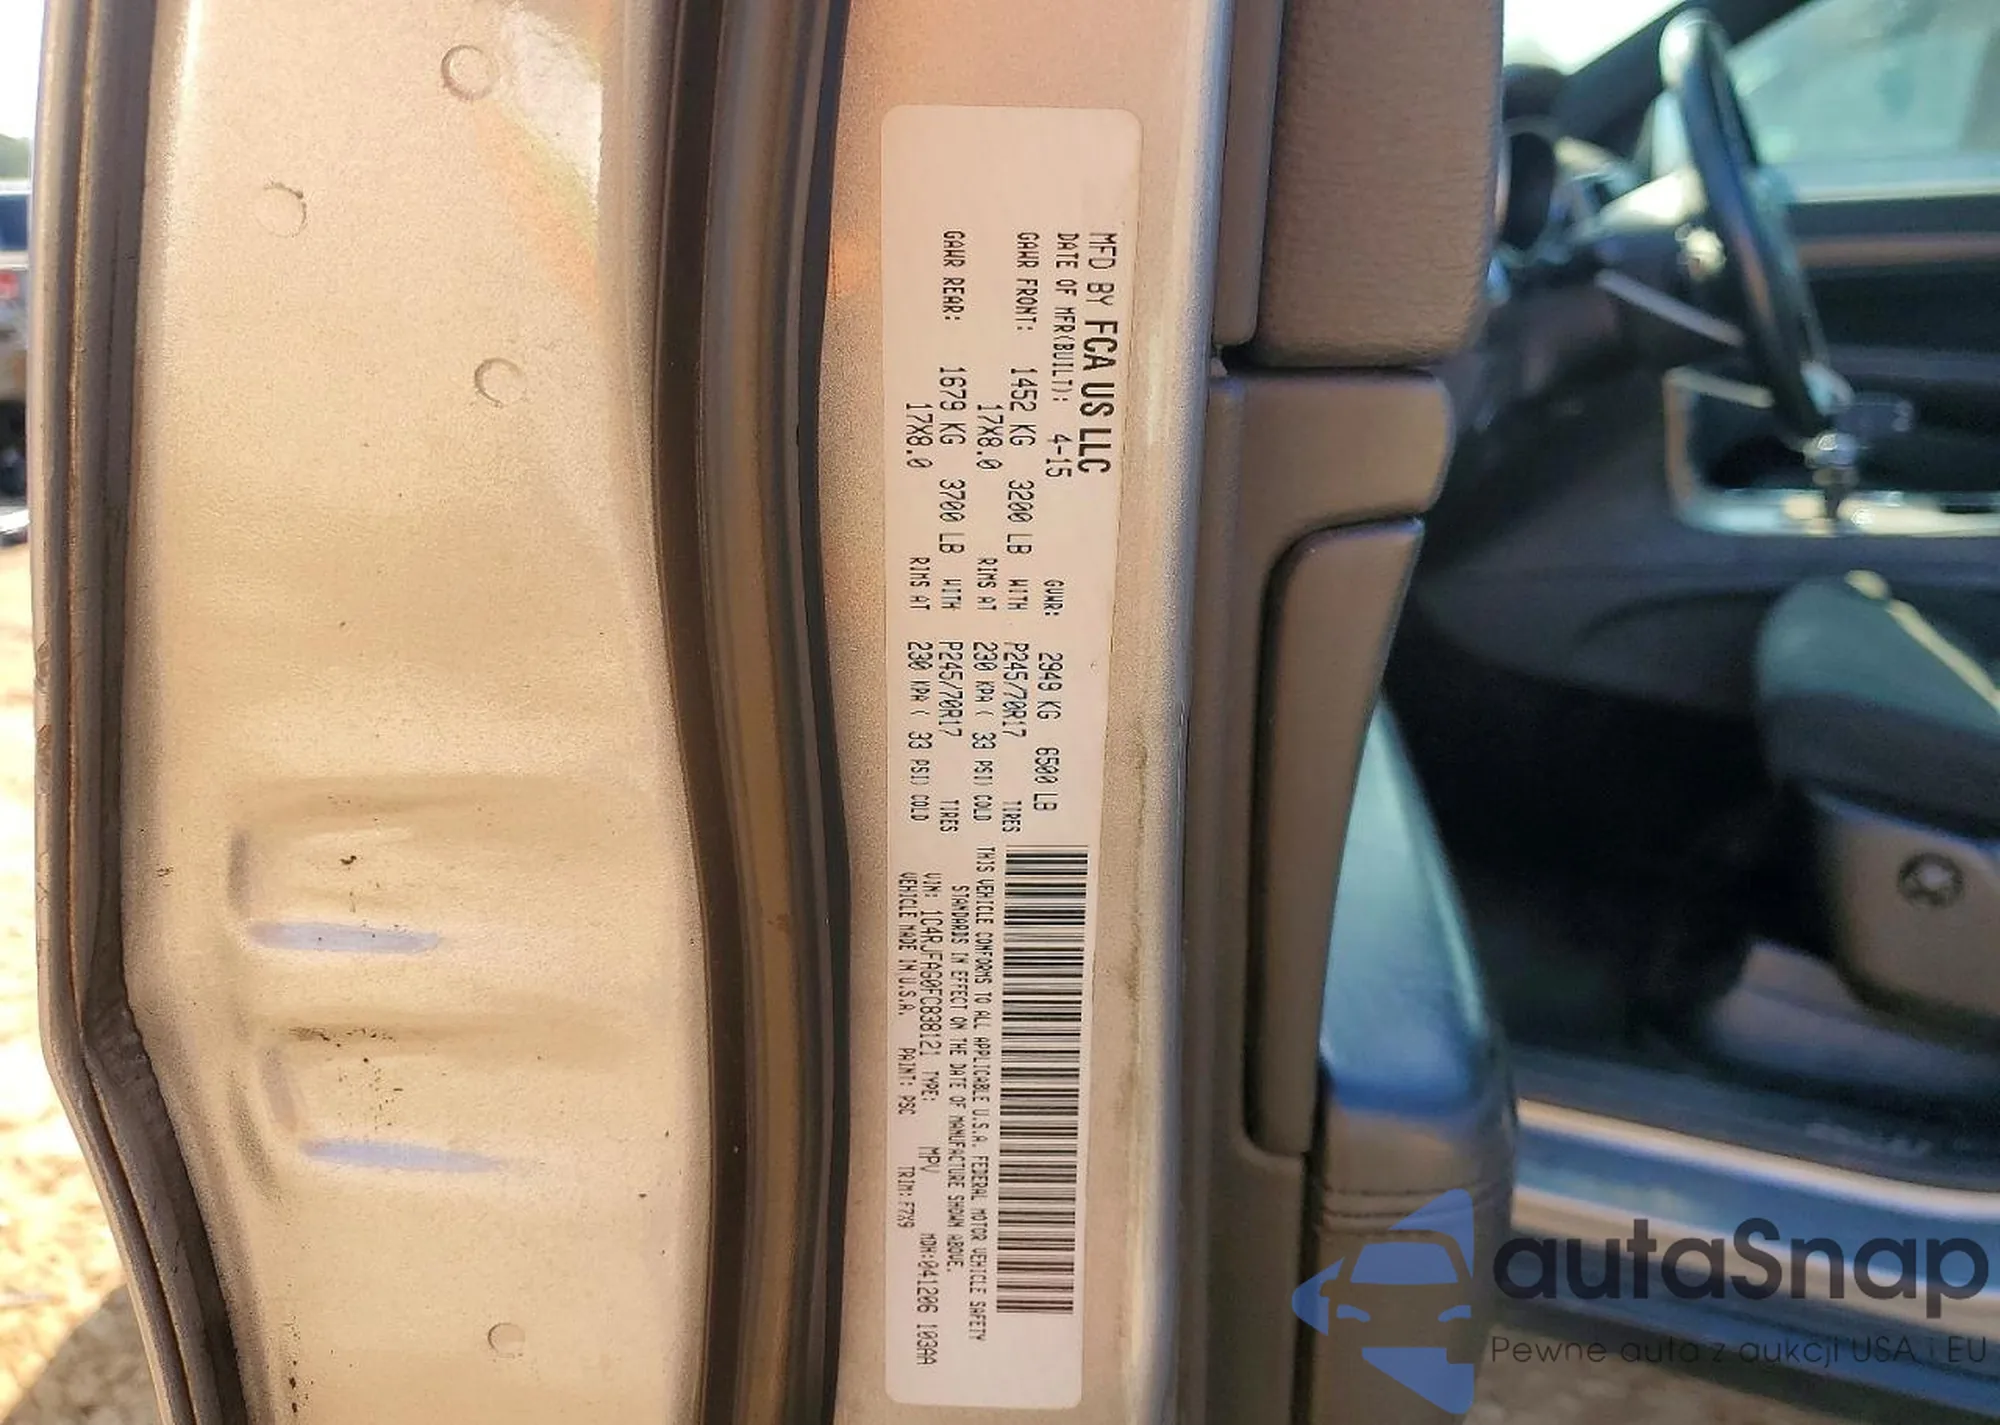 MFD BY FCA US LLC
DATE OF MFR(BUILT): 4-15 GVWR: 2949 KG 6500 LB
GAWR FRONT: 1452 KG 3200 LB WITH P245/70R17 TIRES
17X8.0 RIMS AT 230 KPA ( 33 PSI) COLD
GAWR REAR: 1679 KG 3700 LB WITH P245/70R17 TIRES
17X8.0 RIMS AT 230 KPA ( 33 PSI) COLD
THIS VEHICLE CONFORMS TO ALL APPLICABLE U.S.A. FEDERAL MOTOR VEHICLE SAFETY
STANDARDS IN EFFECT ON THE DATE OF MANUFACTURE SHOWN ABOVE.
VIN: 1C4RJFAG0FC838121 TYPE: MPV MDH:041206 103AA
VEHICLE MADE IN U.S.A. PAINT: PSC TRIM: F7X9
autaSnap
Pewne auta z aukcji USA i EU